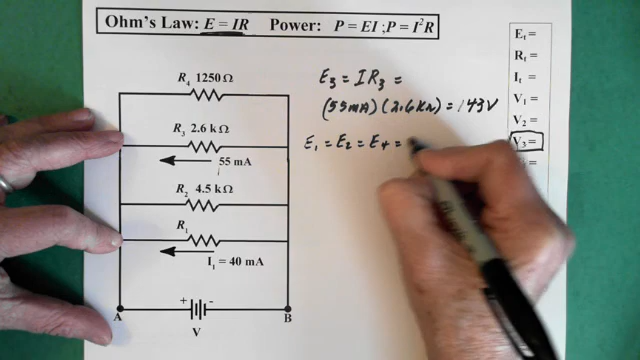 Ohm's Law: E = IR Power: P = EI ; P = I²R
R₄ 1250 Ω
R₃ 2.6 kΩ
55 mA
R₂ 4.5 kΩ
R₁
I₁ = 40 mA
+ -
A V B
E₃ = IR₃ =
(55mA)(2.6KΩ) = 143V
E₁ = E₂ = E₄ =
Eₜ =
Rₜ =
Iₜ =
V₁ =
V₂ =
V₃ =